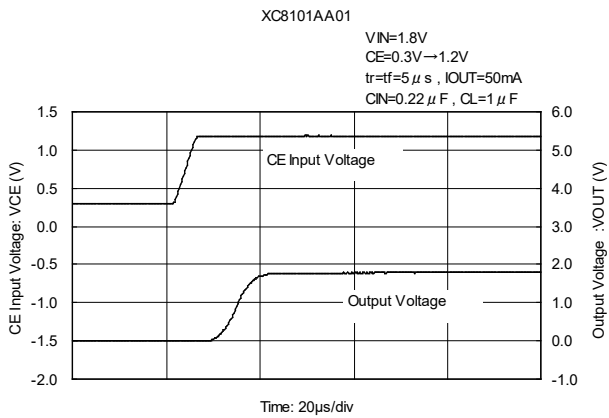 XC8101AA01
VIN=1.8V
CE=0.3V→1.2V
tr=tf=5μs , IOUT=50mA
CIN=0.22μF , CL=1μF
CE Input Voltage: VCE (V)
1.5
1.0
0.5
0.0
-0.5
-1.0
-1.5
-2.0
CE Input Voltage
Output Voltage
6.0
5.0
4.0
3.0
2.0
1.0
0.0
-1.0
Output Voltage :VOUT (V)
Time: 20μs/div